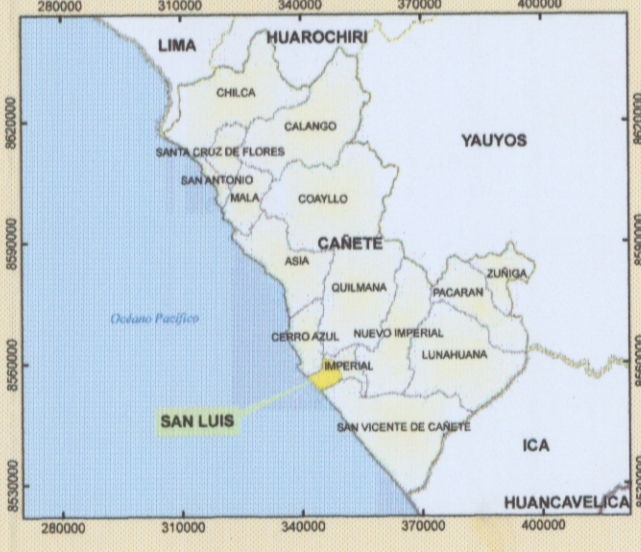 280000 310000 340000 370000 400000
LIMA
HUAROCHIRI
CHILCA
CALANGO
8620000
8620000
YAUYOS
SANTA CRUZ DE FLORES
SAN ANTONIO
MALA
COAYLLO
CAÑETE
8590000
8590000
ASIA
ZUÑIGA
QUILMANA
PACARAN
Océano Pacífico
CERRO AZUL
NUEVO IMPERIAL
LUNAHUANA
8560000
8560000
IMPERIAL
SAN LUIS
SAN VICENTE DE CAÑETE
ICA
8530000
8530000
HUANCAVELICA
280000 310000 340000 370000 400000